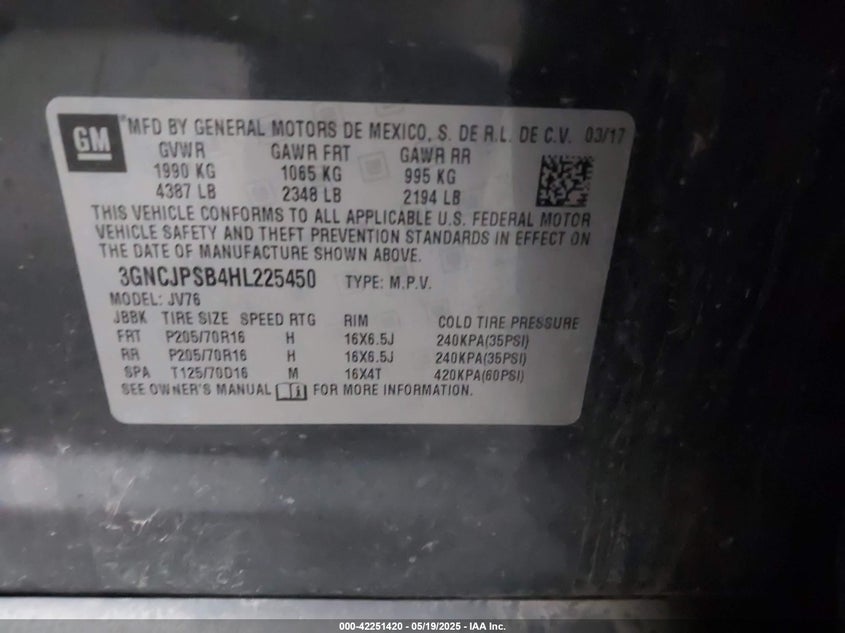 GM
MFD BY GENERAL MOTORS DE MEXICO, S. DE R.L. DE C.V. 03/17
GVWR GAWR FRT GAWR RR
1990 KG 1065 KG 995 KG
4387 LB 2348 LB 2194 LB
THIS VEHICLE CONFORMS TO ALL APPLICABLE U.S. FEDERAL MOTOR
VEHICLE SAFETY AND THEFT PREVENTION STANDARDS IN EFFECT ON
THE DATE OF MANUFACTURE SHOWN ABOVE.
3GNCJPSB4HL225450 TYPE: M.P.V.
MODEL: JV76
JBBK TIRE SIZE SPEED RTG RIM COLD TIRE PRESSURE
FRT P205/70R16 H 16X6.5J 240KPA(35PSI)
RR P205/70R16 H 16X6.5J 240KPA(35PSI)
SPA T125/70D16 M 16X4T 420KPA(60PSI)
SEE OWNER'S MANUAL FOR MORE INFORMATION.
000-42251420 - 05/19/2025 - IAA Inc.